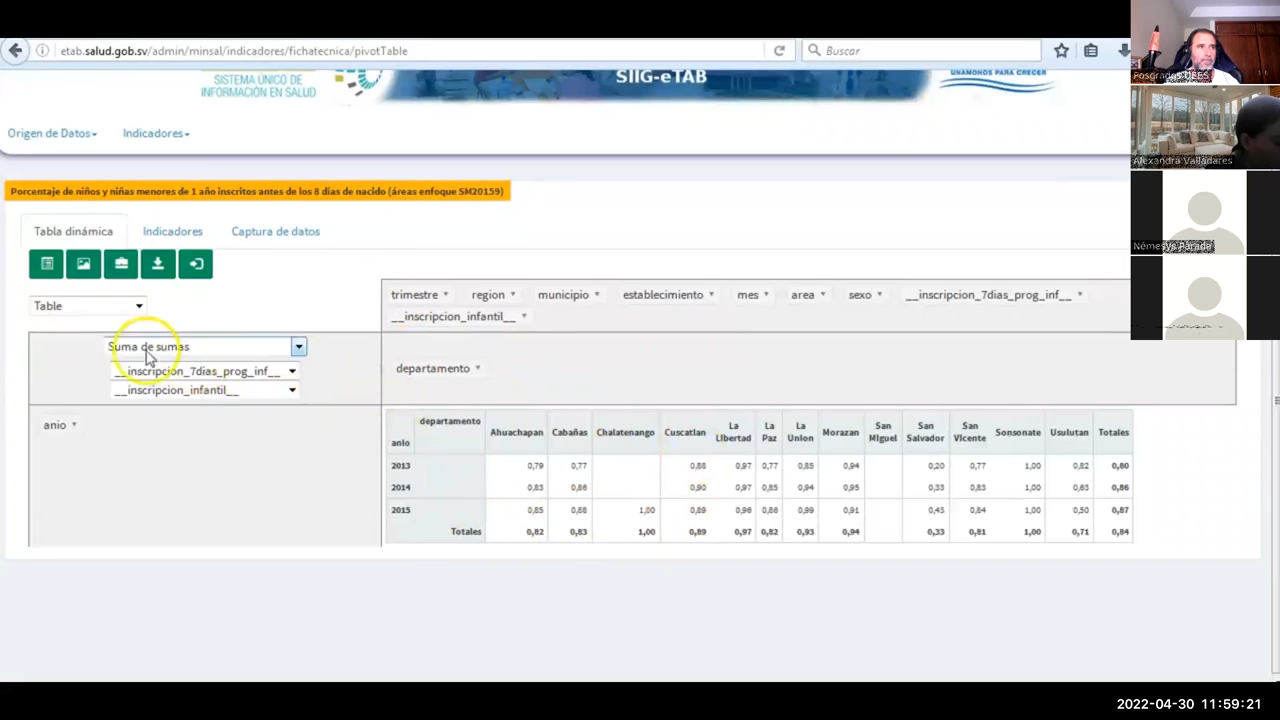 etab.salud.gob.sv/admin/minsal/indicadores/fichatecnica/pivotTable
Buscar
SISTEMA ÚNICO DE
INFORMACIÓN EN SALUD
SIIG-eTAB
UNÁMONOS PARA CRECER
Origen de Datos
Indicadores
Porcentaje de niños y niñas menores de 1 año inscritos antes de los 8 días de nacido (áreas enfoque SM20159)
Tabla dinámica Indicadores Captura de datos
Table
trimestre region municipio establecimiento mes area sexo __inscripcion_7dias_prog_inf__
__inscripcion_infantil__
Suma de sumas
__inscripcion_7dias_prog_inf__
__inscripcion_infantil__
departamento
anio
departamento
anio
Ahuachapan Cabañas Chalatenango Cuscatlan La Libertad La Paz La Union Morazan San Miguel San Salvador San Vicente Sonsonate Usulutan Totales
2013 0,79 0,77 0,88 0,97 0,77 0,85 0,94 0,20 0,77 1,00 0,82 0,80
2014 0,83 0,86 0,90 0,97 0,85 0,94 0,95 0,33 0,83 1,00 0,63 0,86
2015 0,85 0,88 1,00 0,89 0,96 0,86 0,99 0,91 0,43 0,84 1,00 0,50 0,87
Totales 0,82 0,83 1,00 0,89 0,97 0,82 0,93 0,94 0,33 0,81 1,00 0,71 0,84
Posgrados UEES
Alexandra Valladares
Némesys Parada
2022-04-30 11:59:21